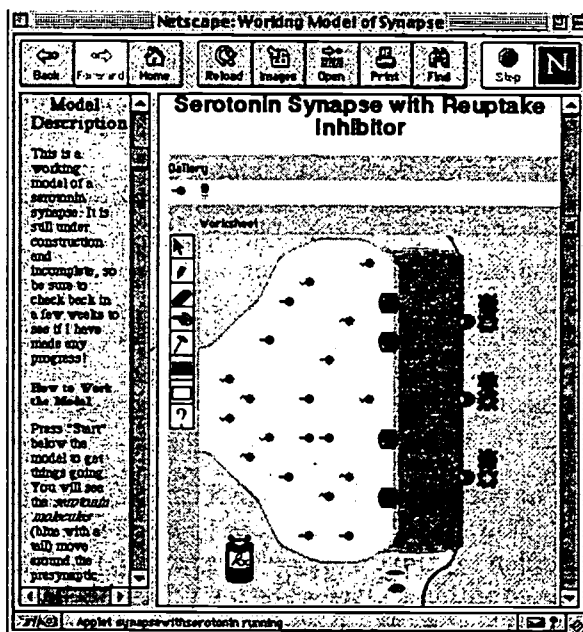 Netscape: Working Model of Synapse
Back Forward Home Reload Images Open Print Find Stop N
Model
Description
This is a
working
model of a
serotonin
synapse. It is
still under
construction
and
incomplete, so
be sure to
check back in
a few weeks to
see if I have
made any
progress!
How to Work
the Model
Press "Start"
below the
model to get
things going.
You will see
the serotonin
molecules
(blue with a
tail) move
around the
presynaptic
Serotonin Synapse with Reuptake
Inhibitor
Gallery
Worksheet
?
Rx
Applet synapsewithserotonin running